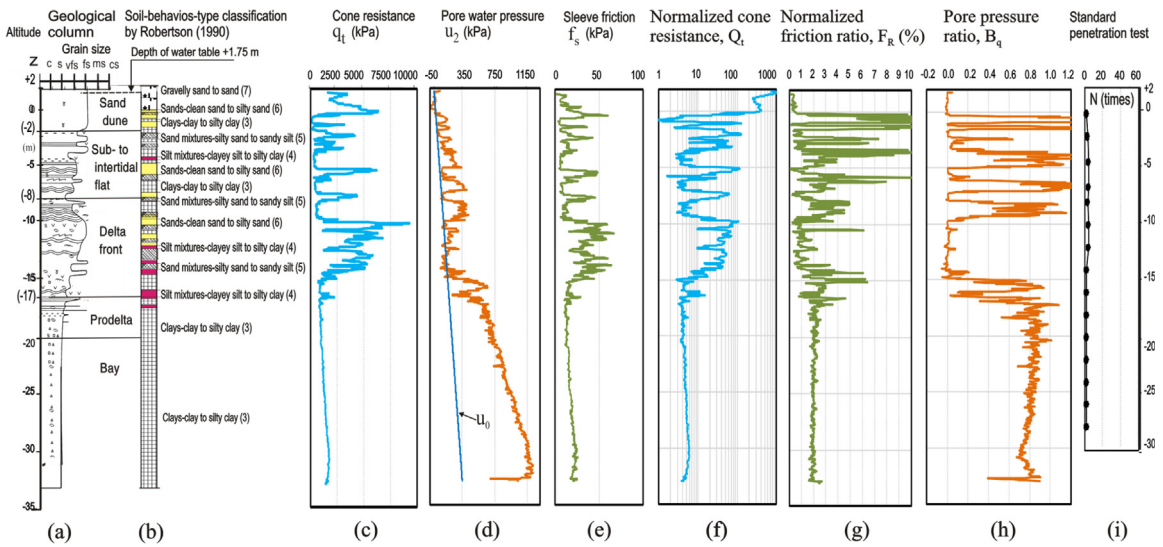 Geological column
Soil-behavios-type classification by Robertson (1990)
Cone resistance
qt (kPa)
Pore water pressure
u2 (kPa)
Sleeve friction
fs (kPa)
Normalized cone resistance, Qt
Normalized friction ratio, FR (%)
Pore pressure ratio, Bq
Standard penetration test
Altitude
Grain size
Depth of water table +1.75 m
Z
c s vfs fs ms cs
0 2500 5000 7500 10000
-50 350 750 1150
0 50 100
1 10 100 1000
0 1 2 3 4 5 6 7 8 9 10
-0.2 0 0.2 0.4 0.6 0.8 1.0 1.2
0 20 40 60
N (times)
+2
0
(-2)
(m)
-5
(-8)
-10
-15
(-17)
-20
-25
-30
-35
Sand dune
Sub- to intertidal flat
Delta front
Prodelta
Bay
Gravelly sand to sand (7)
Sands-clean sand to silty sand (6)
Clays-clay to silty clay (3)
Sand mixtures-silty sand to sandy silt (5)
Silt mixtures-clayey silt to silty clay (4)
Sands-clean sand to silty sand (6)
Clays-clay to silty clay (3)
Sand mixtures-silty sand to sandy silt (5)
Sands-clean sand to silty sand (6)
Silt mixtures-clayey silt to silty clay (4)
Sand mixtures-silty sand to sandy silt (5)
Silt mixtures-clayey silt to silty clay (4)
Clays-clay to silty clay (3)
Clays-clay to silty clay (3)
u0
+2
0
-5
-10
-15
-20
-25
-30
(a) (b) (c) (d) (e) (f) (g) (h) (i)